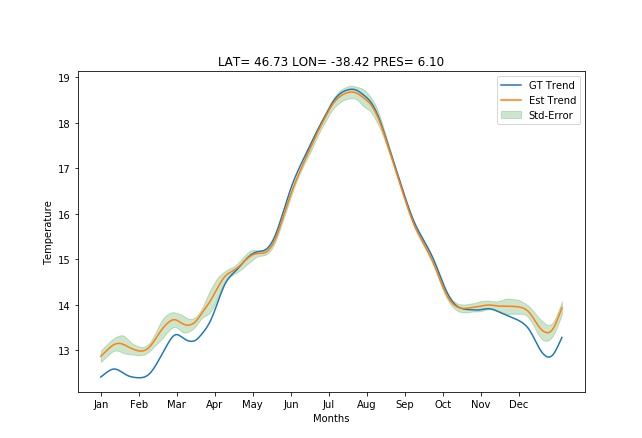 LAT= 46.73 LON= -38.42 PRES= 6.10
GT Trend
Est Trend
Std-Error
Temperature
19
18
17
16
15
14
13
Jan Feb Mar Apr May Jun Jul Aug Sep Oct Nov Dec
Months